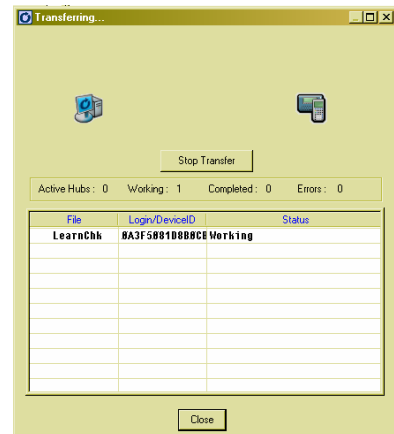 Transferring...
Stop Transfer
Active Hubs : 0 Working : 1 Completed : 0 Errors : 0
File Login/DeviceID Status
LearnChk 0A3F5081D8B0CE Working
Close